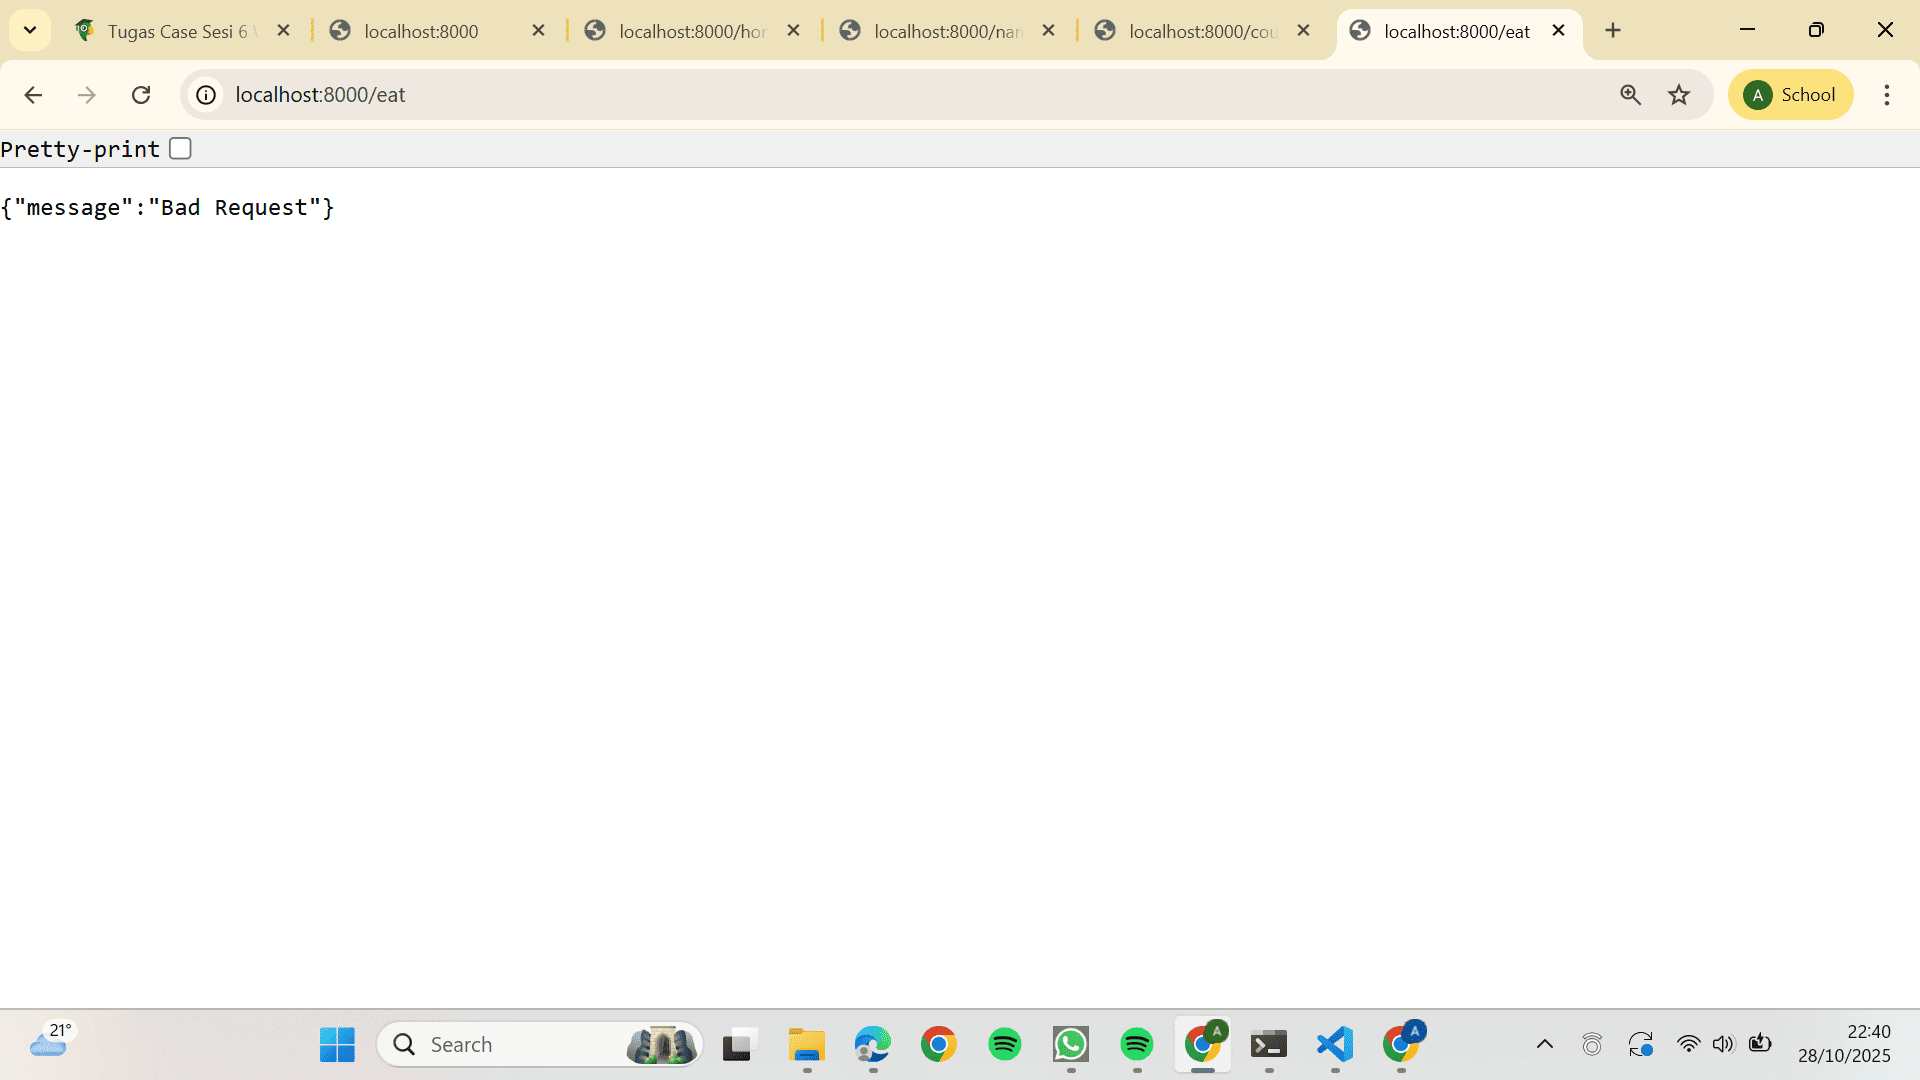 Tugas Case Sesi 6
localhost:8000
localhost:8000/hor
localhost:8000/nan
localhost:8000/cou
localhost:8000/eat
localhost:8000/eat
A
School
Pretty-print
{"message":"Bad Request"}
21°
Search
A
A
22:40
28/10/2025